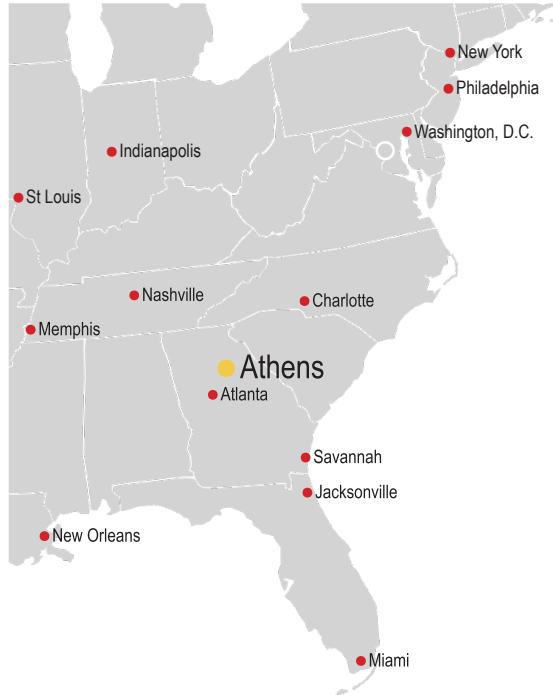 New York
Philadelphia
Washington, D.C.
Indianapolis
St Louis
Nashville
Charlotte
Memphis
Athens
Atlanta
Savannah
Jacksonville
New Orleans
Miami